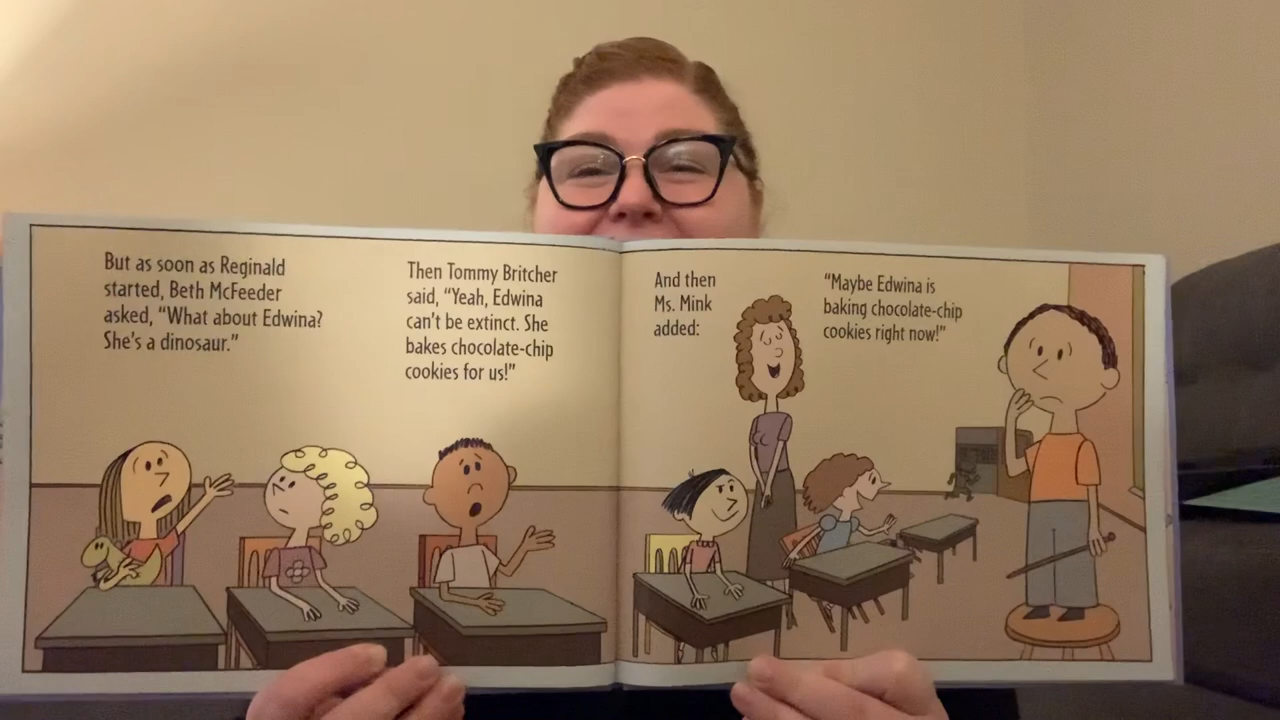 But as soon as Reginald
started, Beth McFeeder
asked, “What about Edwina?
She's a dinosaur.”
Then Tommy Britcher
said, “Yeah, Edwina
can't be extinct. She
bakes chocolate-chip
cookies for us!”
And then
Ms. Mink
added:
“Maybe Edwina is
baking chocolate-chip
cookies right now!”